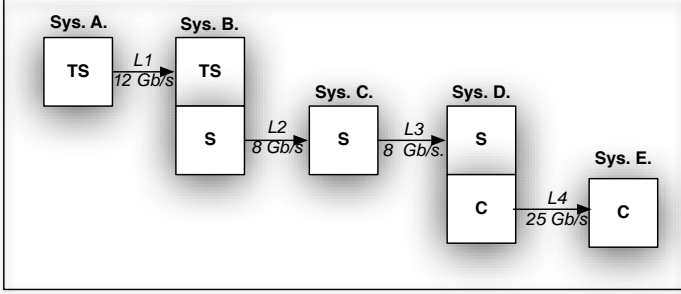 Sys. A.
Sys. B.
TS
L1
12 Gb/s
TS
Sys. C.
Sys. D.
S
L2
8 Gb/s
S
L3
8 Gb/s.
S
Sys. E.
C
L4
25 Gb/s
C